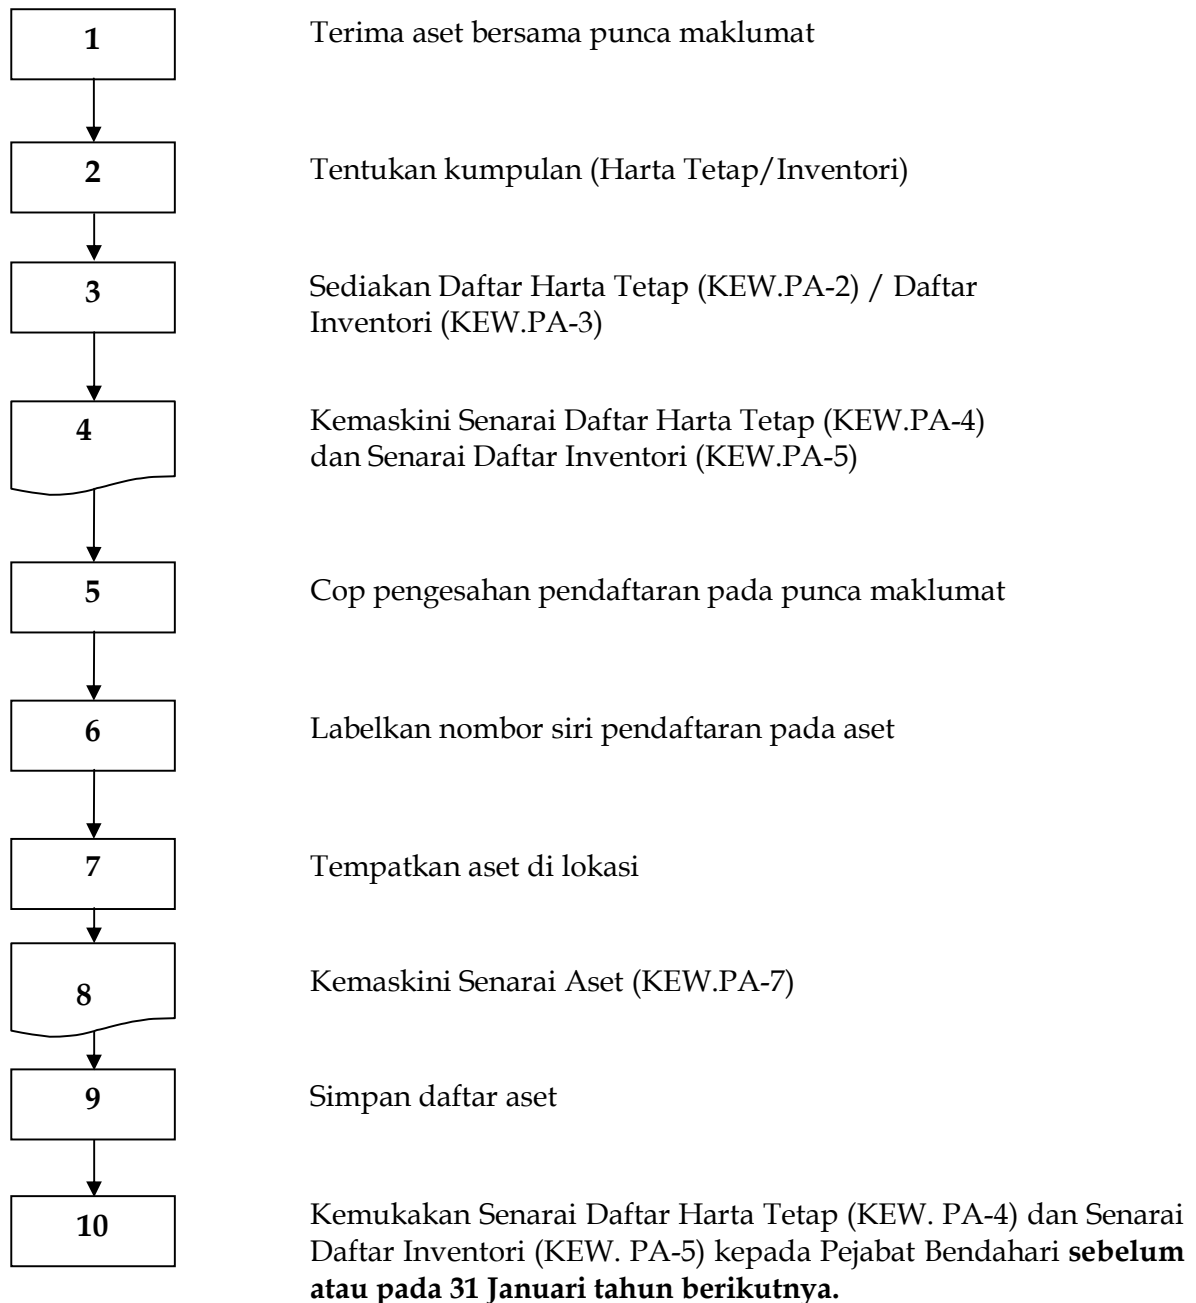 1
Terima aset bersama punca maklumat
2
Tentukan kumpulan (Harta Tetap/Inventori)
3
Sediakan Daftar Harta Tetap (KEW.PA-2) / Daftar
Inventori (KEW.PA-3)
4
Kemaskini Senarai Daftar Harta Tetap (KEW.PA-4)
dan Senarai Daftar Inventori (KEW.PA-5)
5
Cop pengesahan pendaftaran pada punca maklumat
6
Labelkan nombor siri pendaftaran pada aset
7
Tempatkan aset di lokasi
8
Kemaskini Senarai Aset (KEW.PA-7)
9
Simpan daftar aset
10
Kemukakan Senarai Daftar Harta Tetap (KEW. PA-4) dan Senarai
Daftar Inventori (KEW. PA-5) kepada Pejabat Bendahari sebelum
atau pada 31 Januari tahun berikutnya.